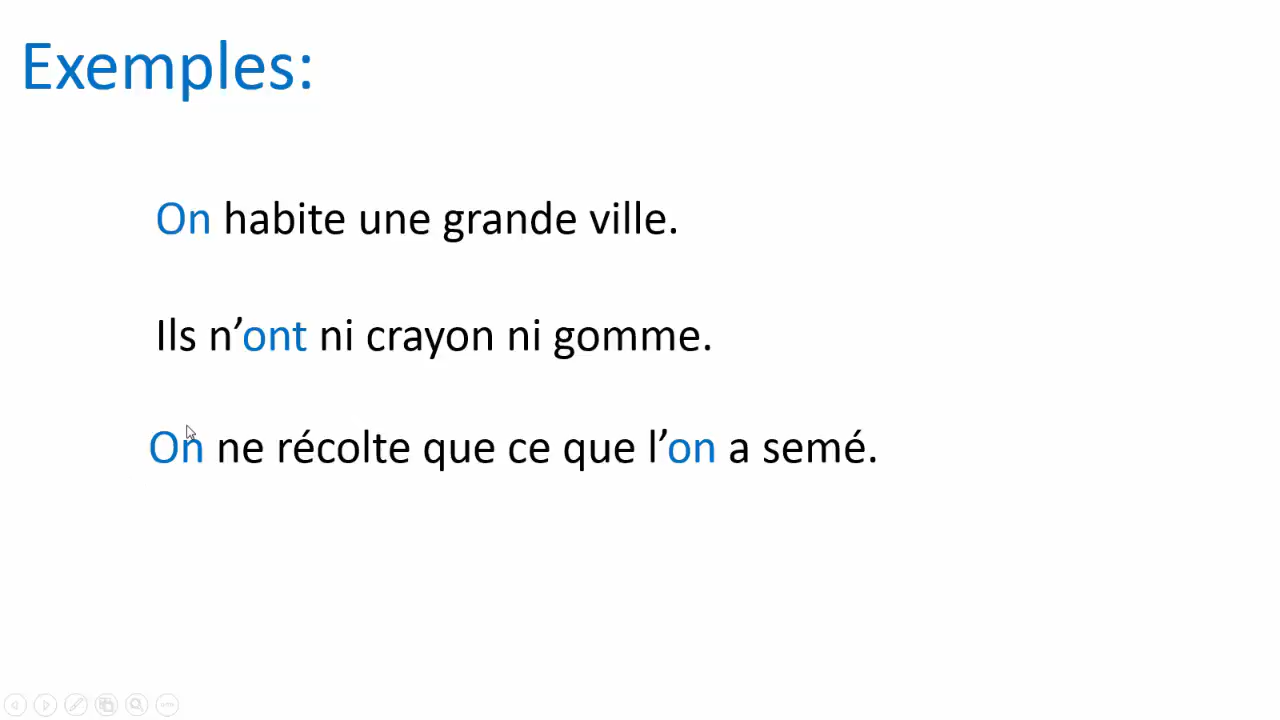 Exemples:
On habite une grande ville.
Ils n’ont ni crayon ni gomme.
On ne récolte que ce que l’on a semé.